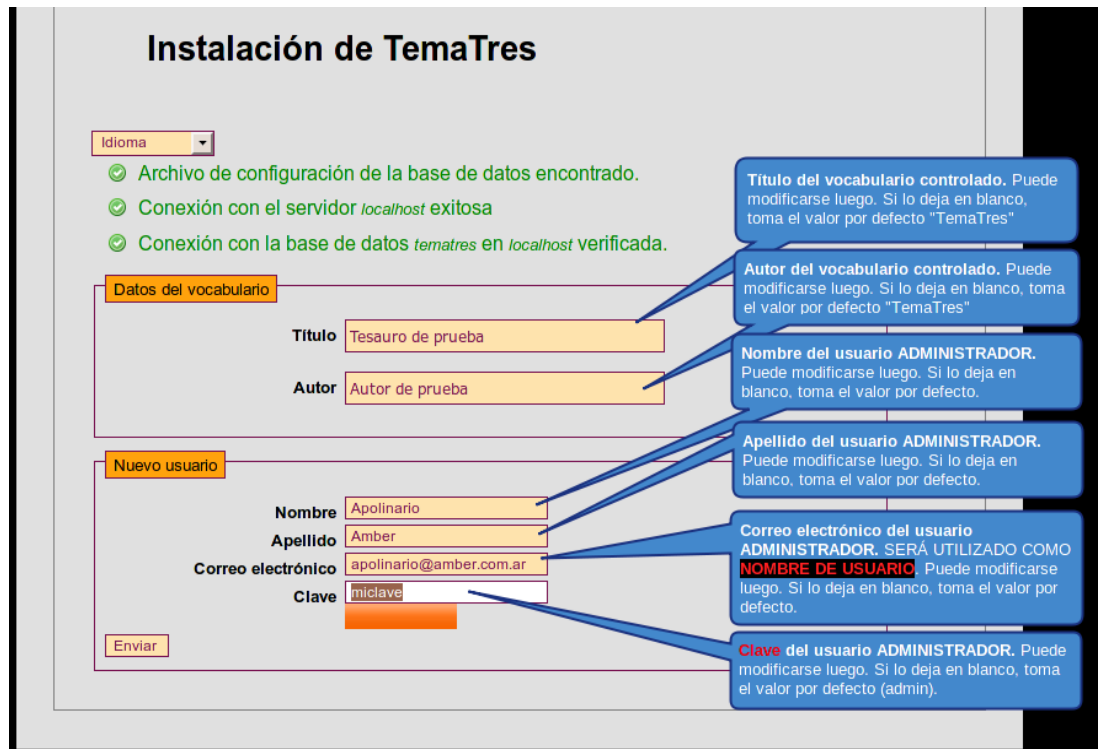 Instalación de TemaTres
Idioma
Archivo de configuración de la base de datos encontrado.
Conexión con el servidor localhost exitosa
Conexión con la base de datos tematres en localhost verificada.
Datos del vocabulario
Título Tesauro de prueba
Autor Autor de prueba
Nuevo usuario
Nombre Apolinario
Apellido Amber
Correo electrónico apolinario@amber.com.ar
Clave miclave
Enviar
Título del vocabulario controlado. Puede
modificarse luego. Si lo deja en blanco,
toma el valor por defecto "TemaTres"
Autor del vocabulario controlado. Puede
modificarse luego. Si lo deja en blanco, toma
el valor por defecto "TemaTres"
Nombre del usuario ADMINISTRADOR.
Puede modificarse luego. Si lo deja en
blanco, toma el valor por defecto.
Apellido del usuario ADMINISTRADOR.
Puede modificarse luego. Si lo deja en
blanco, toma el valor por defecto.
Correo electrónico del usuario
ADMINISTRADOR. SERÁ UTILIZADO COMO
NOMBRE DE USUARIO. Puede modificarse
luego. Si lo deja en blanco, toma el valor por
defecto.
Clave del usuario ADMINISTRADOR. Puede
modificarse luego. Si lo deja en blanco, toma
el valor por defecto (admin).